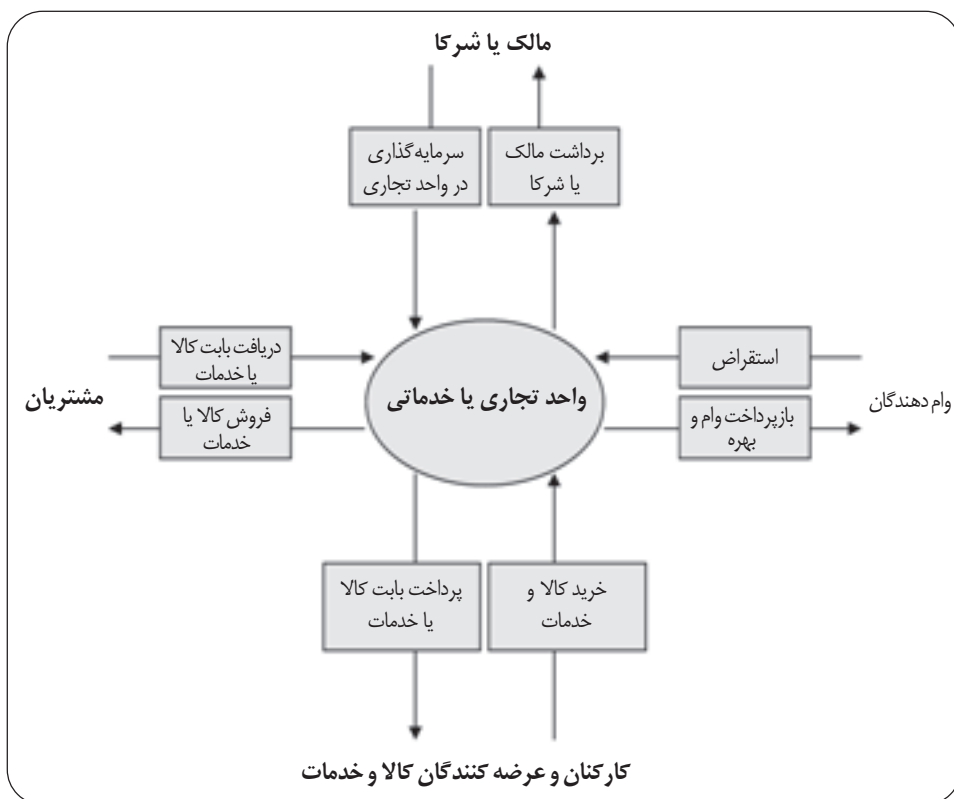 مالک یا شرکا
سرمایه‌گذاری
در واحد تجاری
برداشت مالک
یا شرکا
دریافت بابت کالا
یا خدمات
مشتریان
فروش کالا یا
خدمات
واحد تجاری یا خدماتی
استقراض
وام دهندگان
بازپرداخت وام و
بهره
پرداخت بابت کالا
یا خدمات
خرید کالا و
خدمات
کارکنان و عرضه کنندگان کالا و خدمات